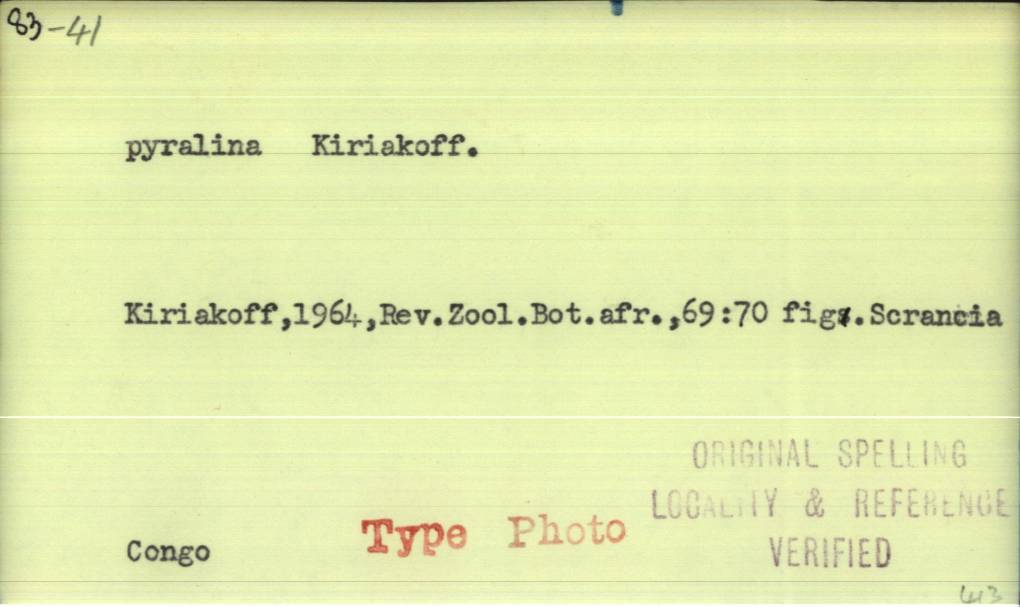 83-41
pyralina Kiriakoff.
Kiriakoff,1964,Rev.Zool.Bot.afr.,69:70 figs.Scrancia
ORIGINAL SPELLING
LOCALITY & REFERENCE
VERIFIED
Type Photo
Congo